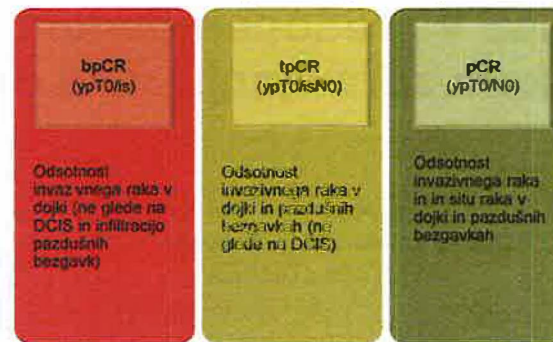 bpCR
(ypT0/is)
Odsotnost
invazivnega raka v
dojki (ne glede na
DCIS in infiltracijo
pazdušnih
bezgavk)
tpCR
(ypT0/isN0)
Odsotnost
invazivnega raka v
dojki in pazdušnih
bezgavkah (ne
glede na DCIS)
pCR
(ypT0/N0)
Odsotnost
invazivnega raka
in in situ raka v
dojki in pazdušnih
bezgavkah